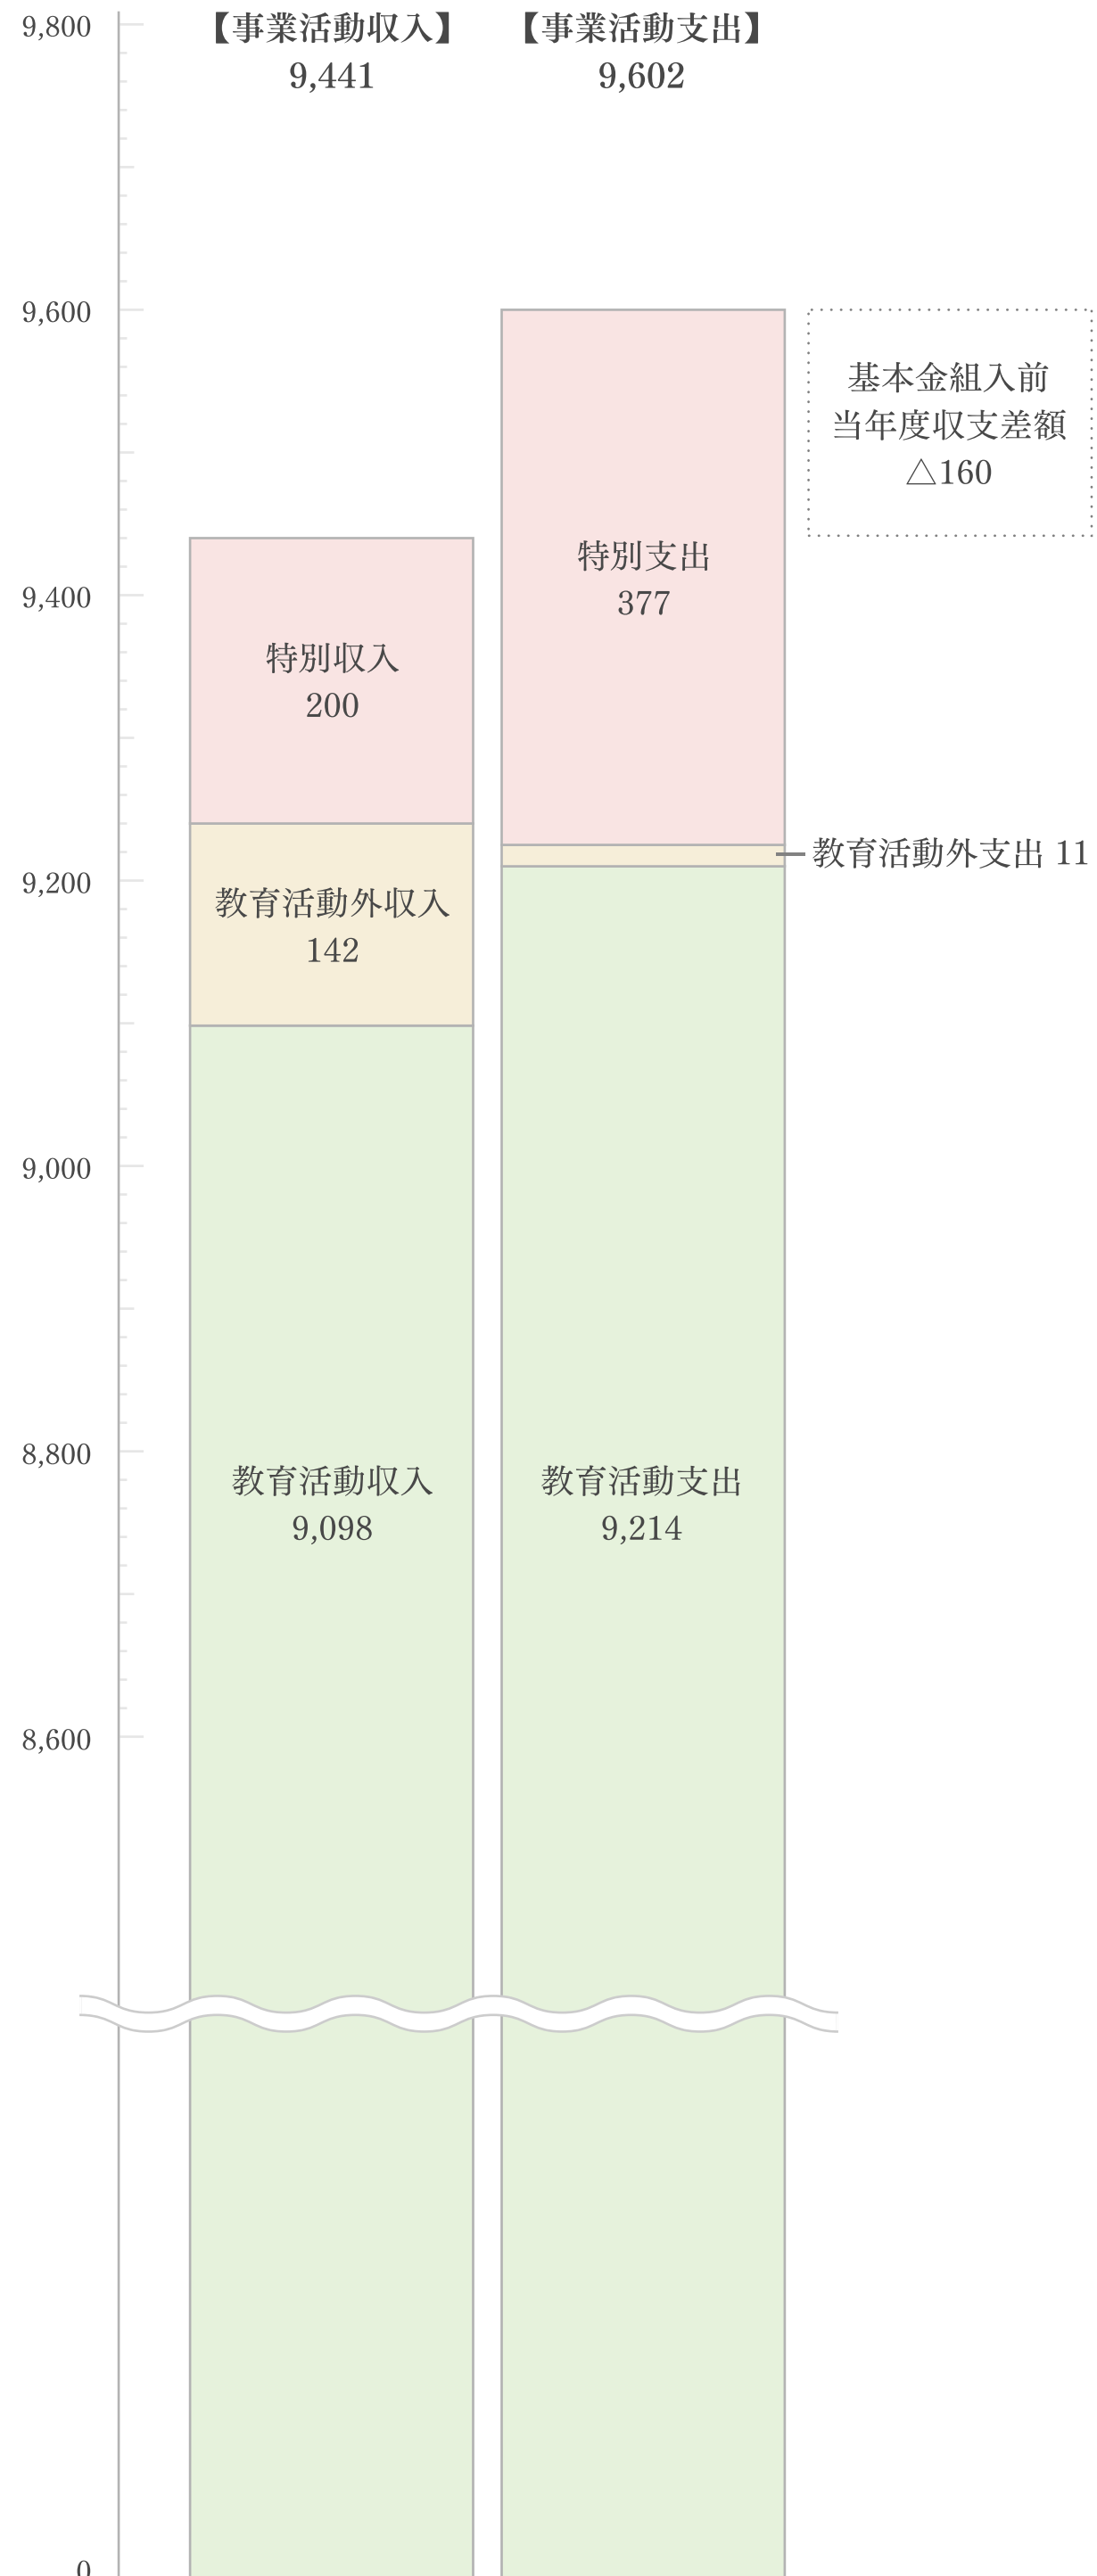 9,800
【事業活動収入】
9,441
【事業活動支出】
9,602
9,600
基本金組入前
当年度収支差額
△160
特別支出
377
9,400
特別収入
200
教育活動外支出 11
9,200
教育活動外収入
142
9,000
8,800
教育活動収入
9,098
教育活動支出
9,214
8,600
0